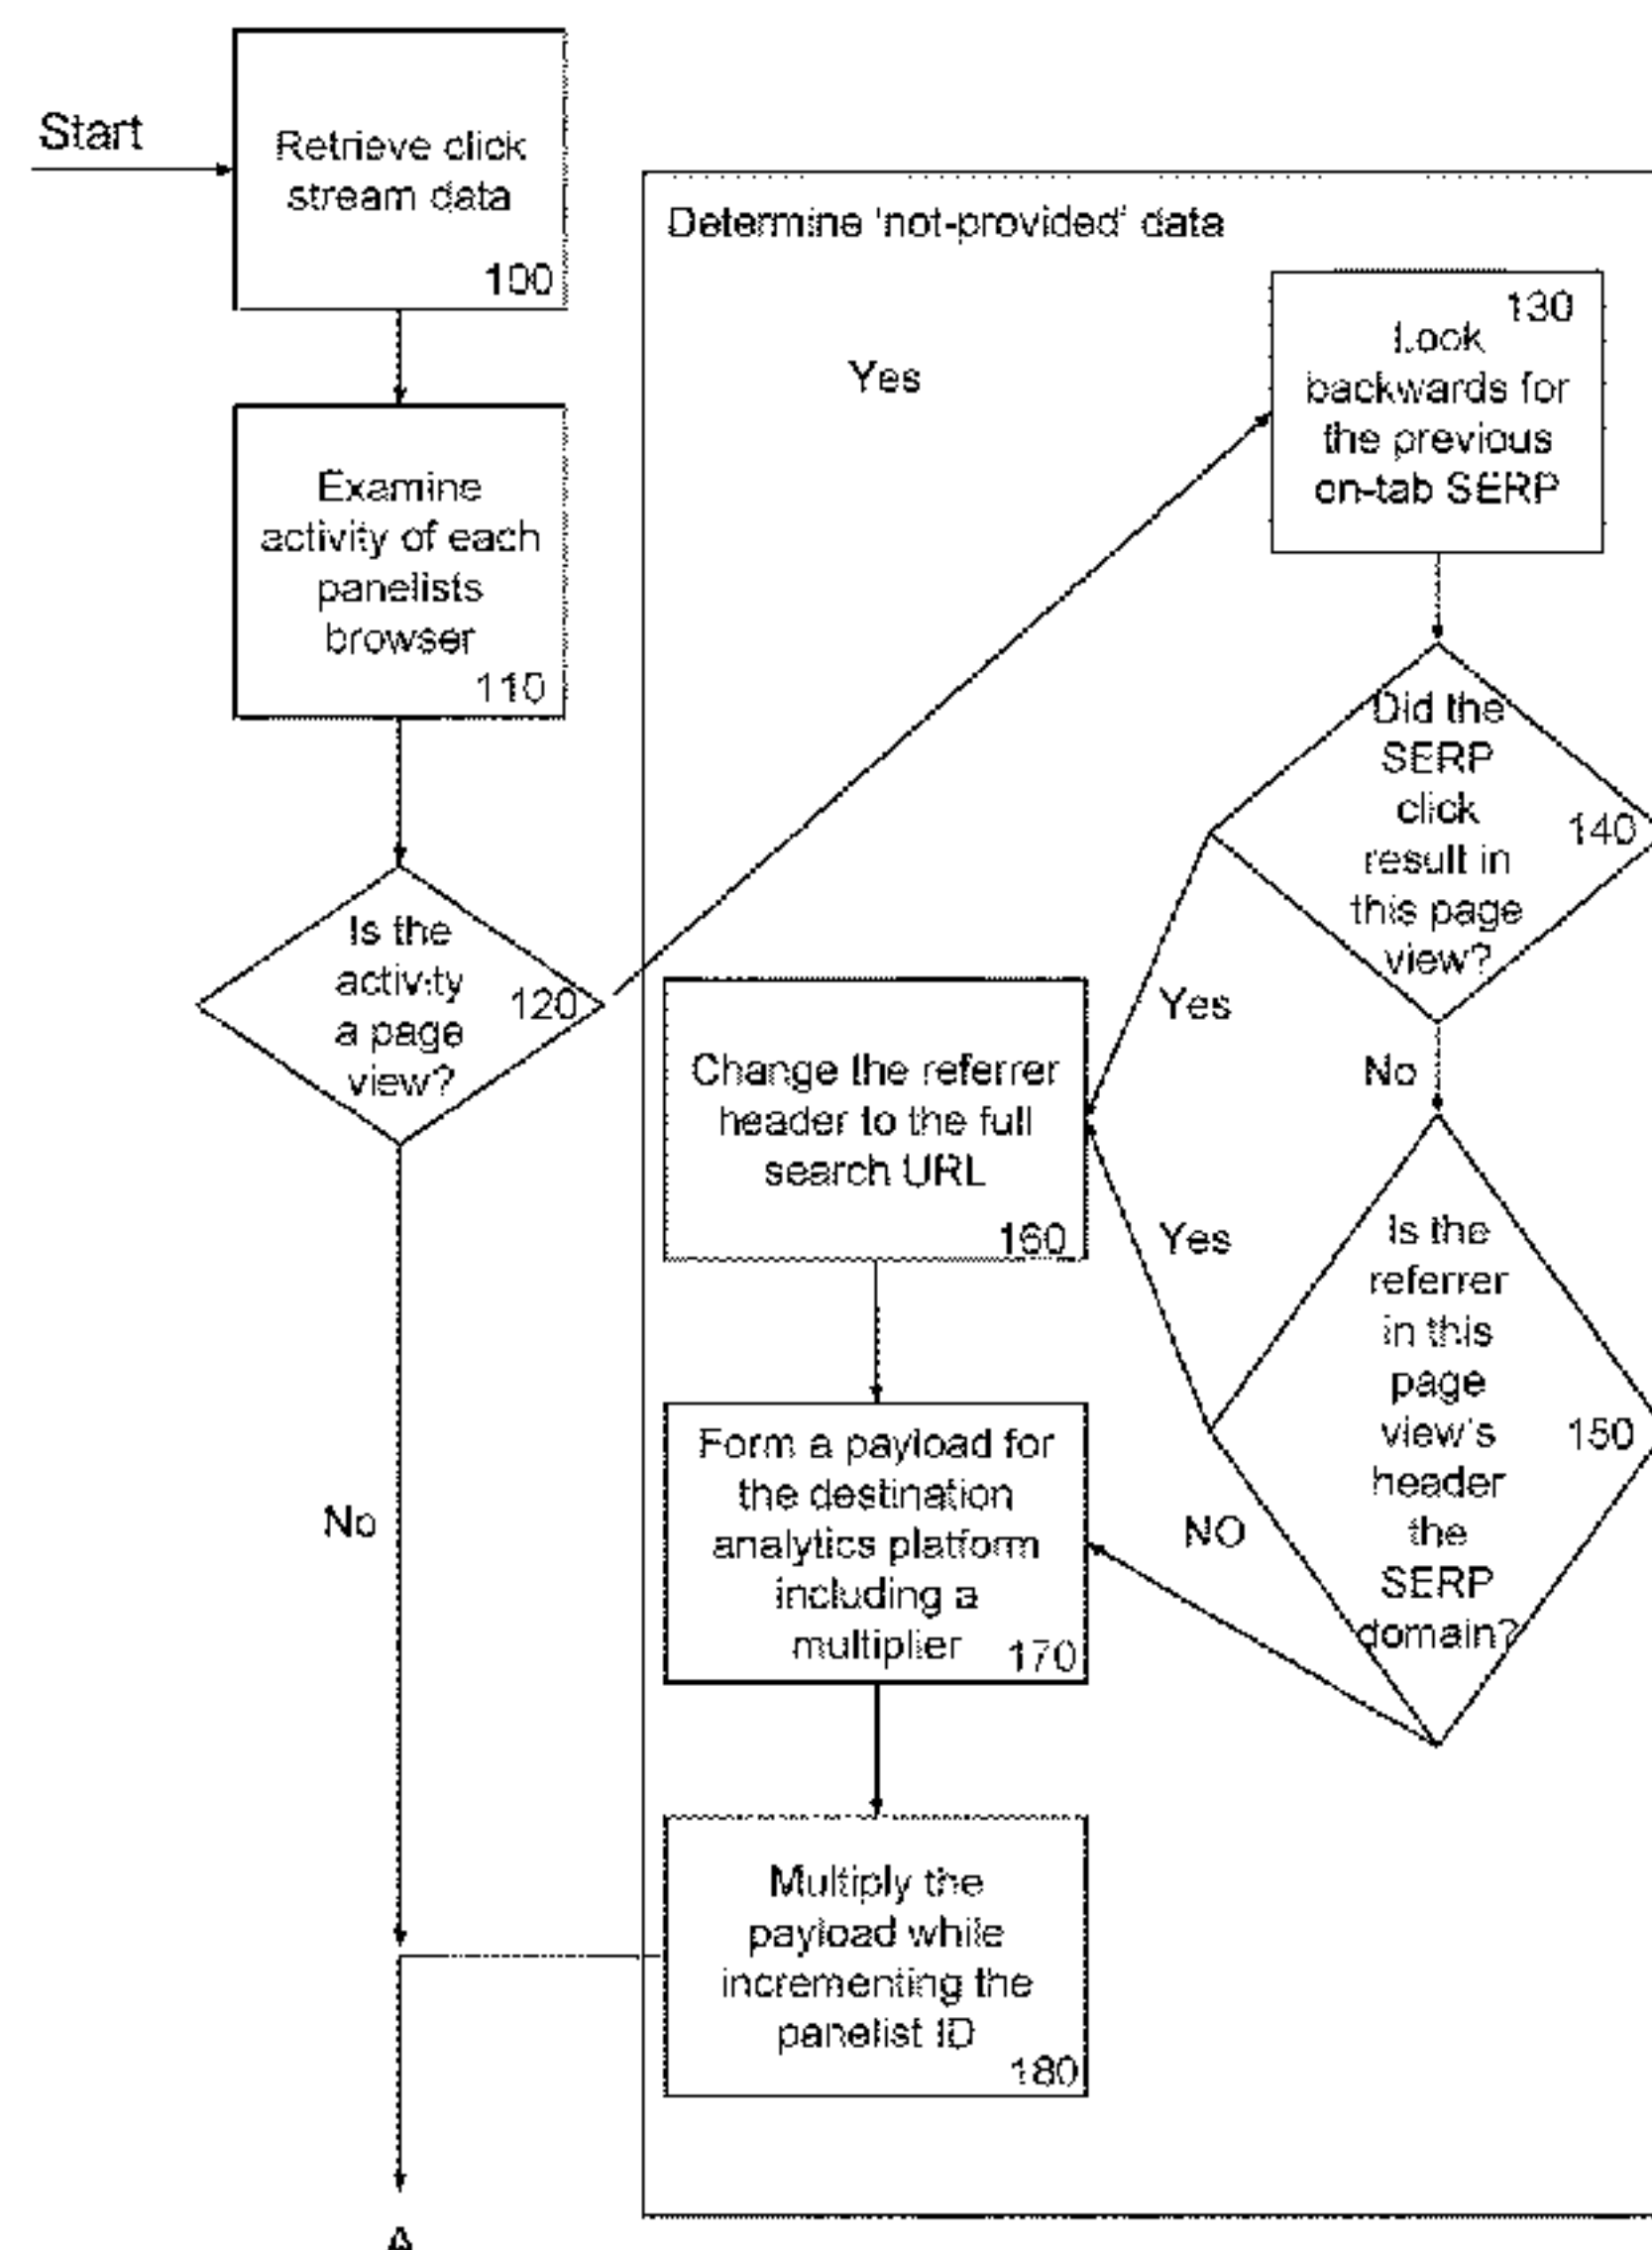 Start
Retrieve click
stream data
100
Examine
activity of each
panelists
browser
110
Is the
activity
a page
view?
120
No
Determine 'not-provided' data
Yes
130
Look
backwards for
the previous
on-tab SERP
Did the
SERP
click
result in
this page
view?
140
Yes
No
Is the
referrer
in this
page
view's
header
the
SERP
domain?
150
Yes
NO
Change the referrer
header to the full
search URL
160
Form a payload for
the destination
analytics platform
including a
multiplier
170
Multiply the
payload while
incrementing the
panelist ID
180
A